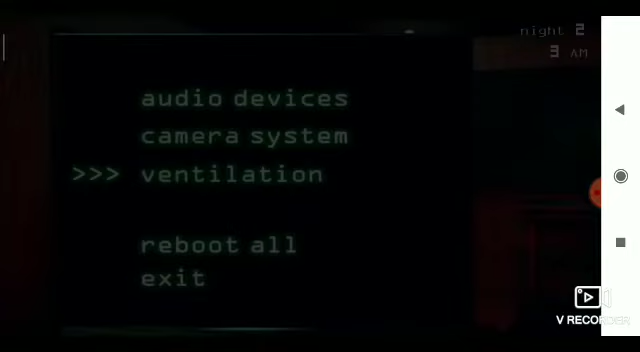 night 2
3 AM
audio devices
camera system
>>> ventilation
reboot all
exit
V RECORDER